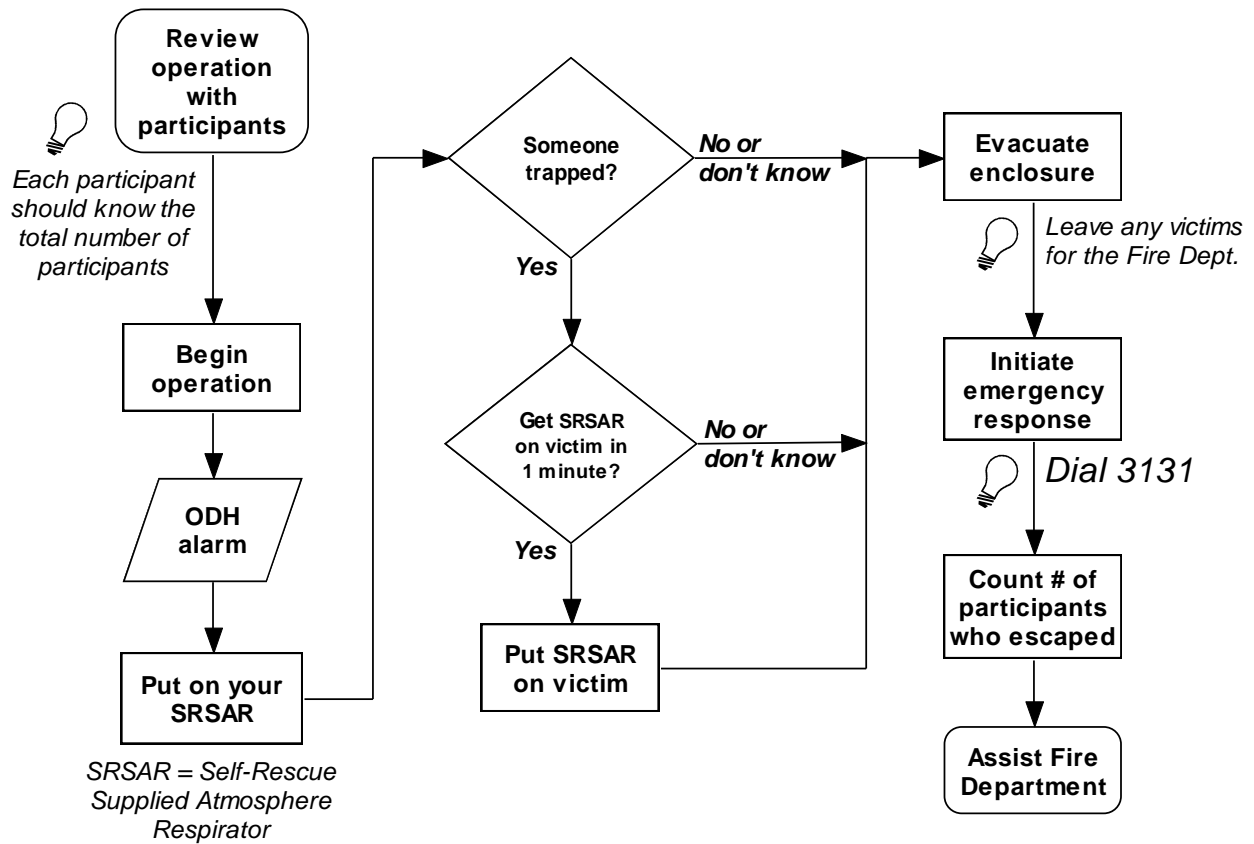 Review
operation
with
participants
Each participant
should know the
total number of
participants
Begin
operation
ODH
alarm
Put on your
SRSAR
SRSAR = Self-Rescue
Supplied Atmosphere
Respirator
Someone
trapped?
No or
don't know
Yes
Get SRSAR
on victim in
1 minute?
No or
don't know
Yes
Put SRSAR
on victim
Evacuate
enclosure
Leave any victims
for the Fire Dept.
Initiate
emergency
response
Dial 3131
Count # of
participants
who escaped
Assist Fire
Department